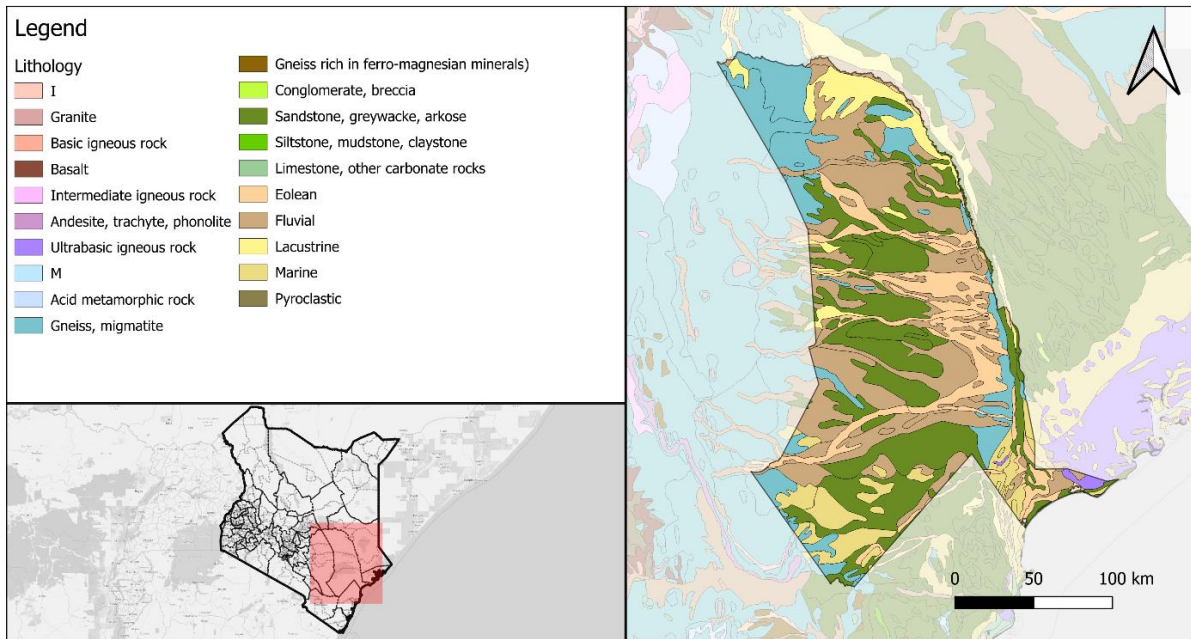 Legend
Lithology
I
Granite
Basic igneous rock
Basalt
Intermediate igneous rock
Andesite, trachyte, phonolite
Ultrabasic igneous rock
M
Acid metamorphic rock
Gneiss, migmatite
Gneiss rich in ferro-magnesian minerals)
Conglomerate, breccia
Sandstone, greywacke, arkose
Siltstone, mudstone, claystone
Limestone, other carbonate rocks
Eolean
Fluvial
Lacustrine
Marine
Pyroclastic
0 50 100 km